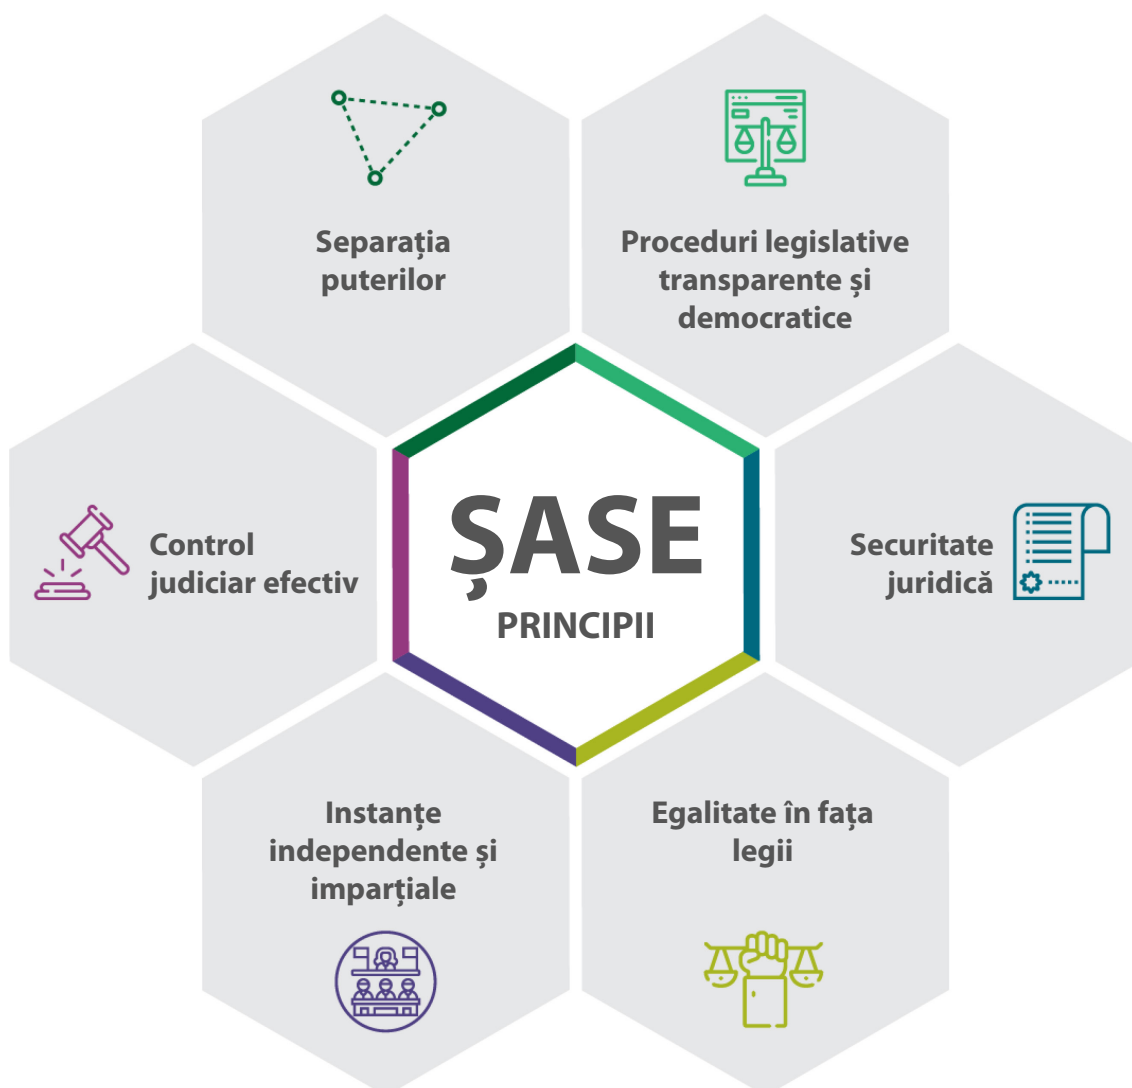 Separația
puterilor
Proceduri legislative
transparente și
democratice
Control
judiciar efectiv
ȘASE
PRINCIPII
Securitate
juridică
Instanțe
independente și
imparțiale
Egalitate în fața
legii